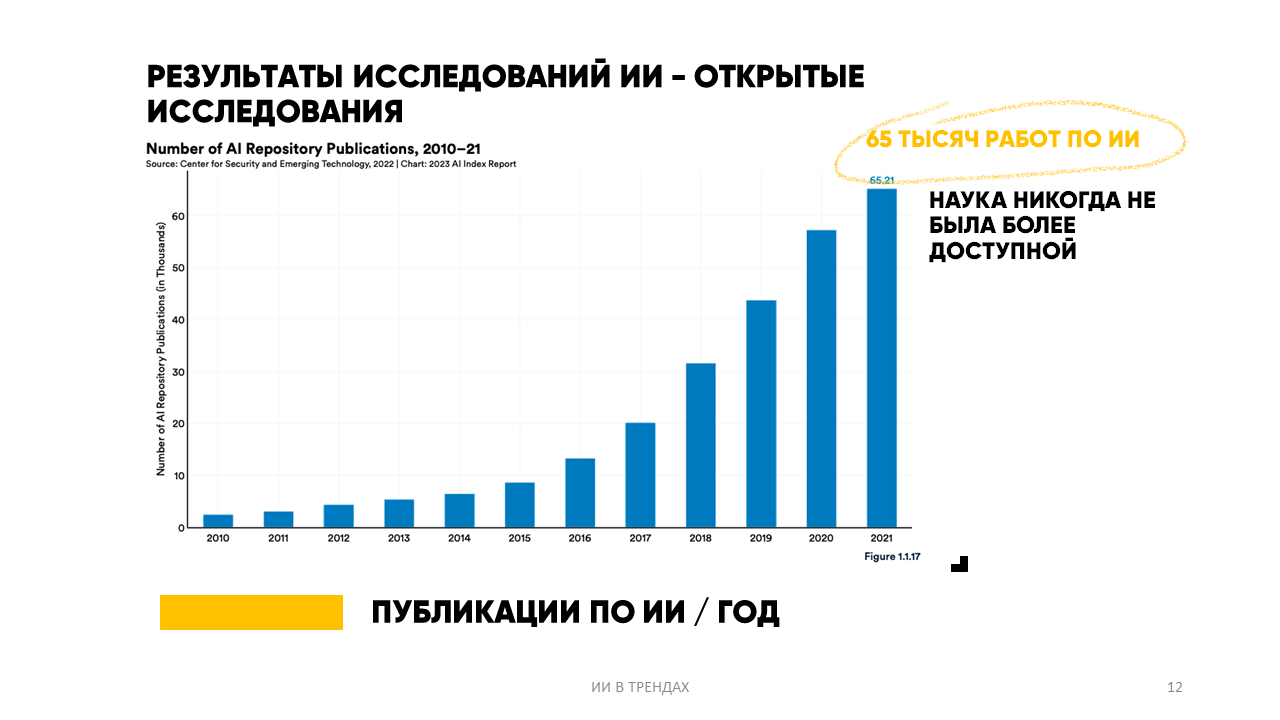 РЕЗУЛЬТАТЫ ИССЛЕДОВАНИЙ ИИ – ОТКРЫТЫЕ
ИССЛЕДОВАНИЯ
Number of AI Repository Publications, 2010–21
Source: Center for Security and Emerging Technology, 2022 | Chart: 2023 AI Index Report
65 ТЫСЯЧ РАБОТ ПО ИИ
65.21
НАУКА НИКОГДА НЕ
БЫЛА БОЛЕЕ
ДОСТУПНОЙ
Number of AI Repository Publications (in Thousands)
60
50
40
30
20
10
0
2010 2011 2012 2013 2014 2015 2016 2017 2018 2019 2020 2021
Figure 1.1.17
ПУБЛИКАЦИИ ПО ИИ / ГОД
ИИ В ТРЕНДАХ
12